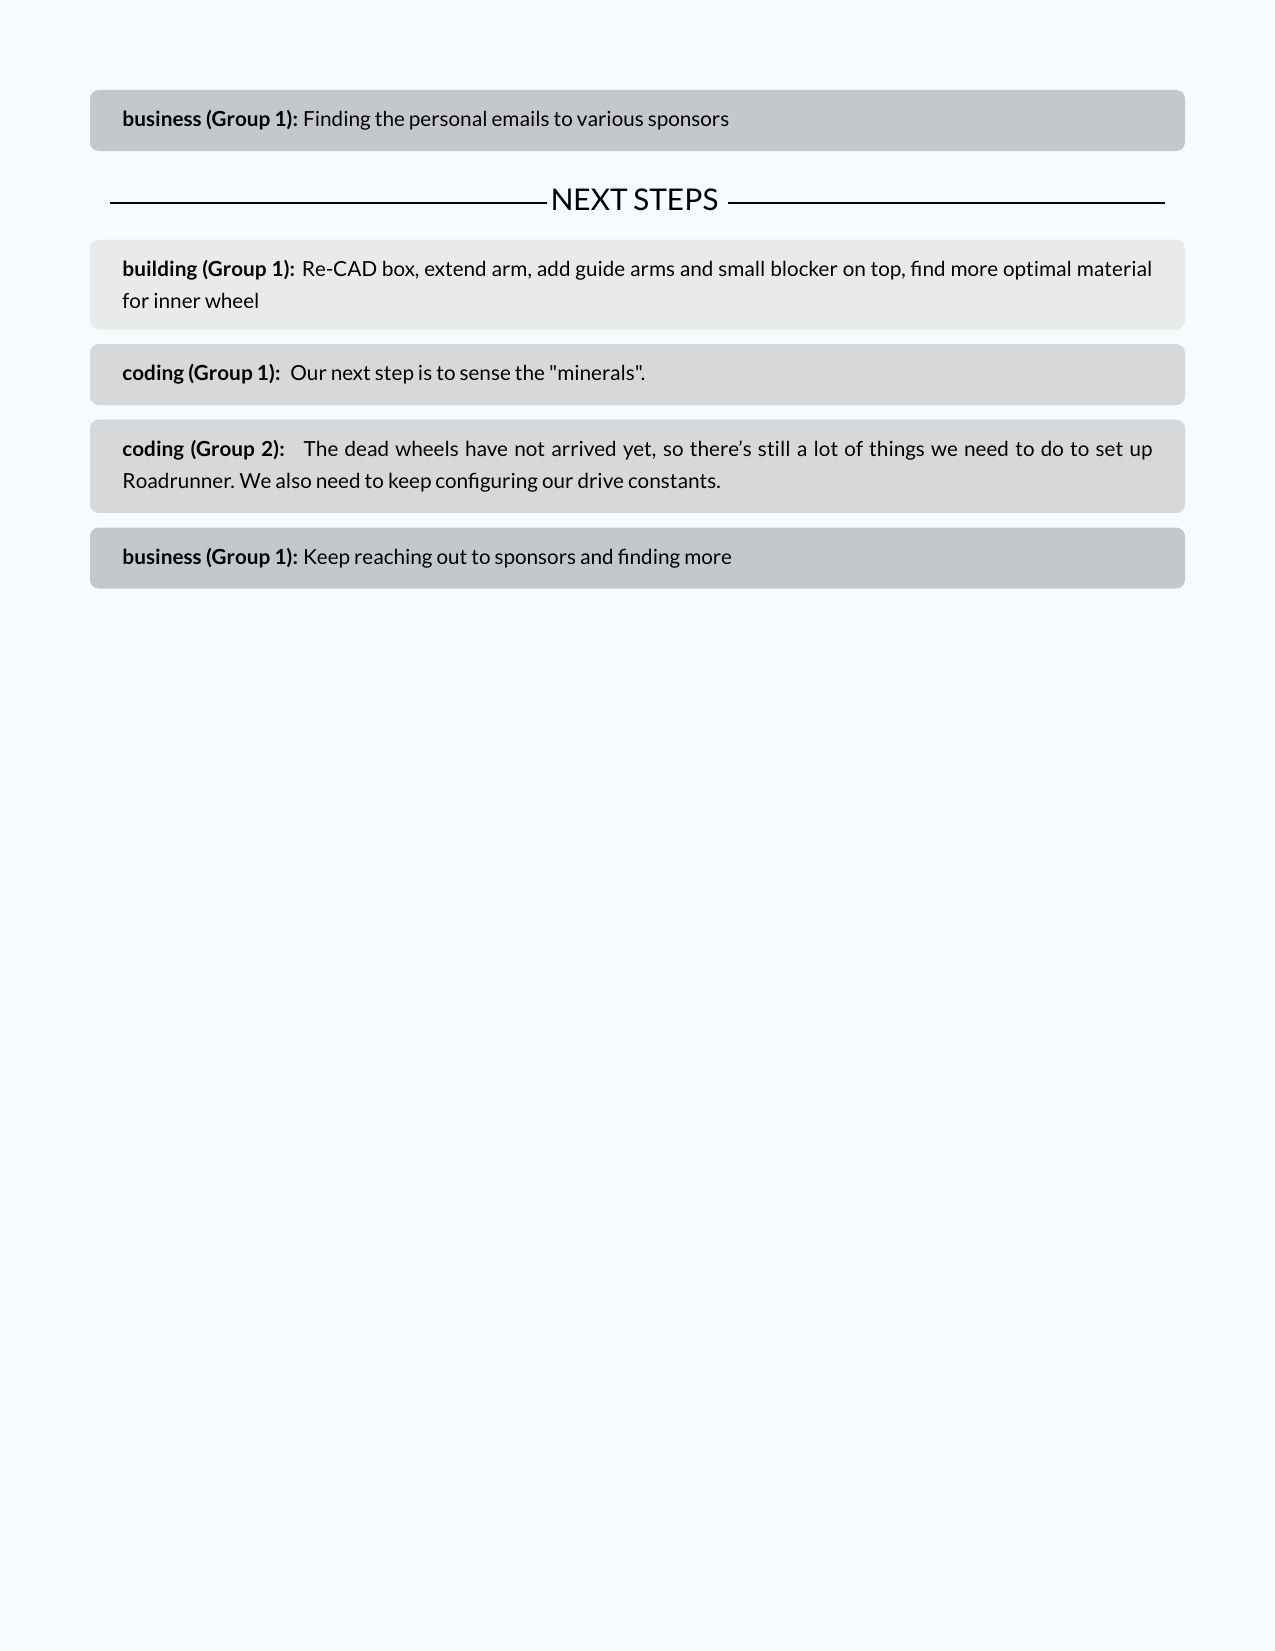 business (Group 1): Finding the personal emails to various sponsors
NEXT STEPS
building (Group 1): Re-CAD box, extend arm, add guide arms and small blocker on top, find more optimal material
for inner wheel
coding (Group 1): Our next step is to sense the "minerals".
coding (Group 2): The dead wheels have not arrived yet, so there’s still a lot of things we need to do to set up
Roadrunner. We also need to keep configuring our drive constants.
business (Group 1): Keep reaching out to sponsors and finding more